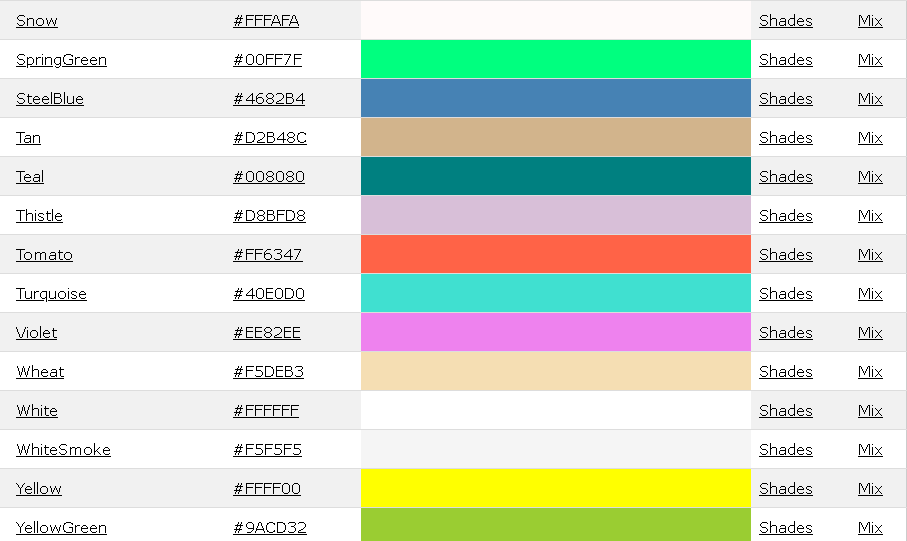 Snow #FFFAFA Shades Mix
SpringGreen #00FF7F Shades Mix
SteelBlue #4682B4 Shades Mix
Tan #D2B48C Shades Mix
Teal #008080 Shades Mix
Thistle #D8BFD8 Shades Mix
Tomato #FF6347 Shades Mix
Turquoise #40E0D0 Shades Mix
Violet #EE82EE Shades Mix
Wheat #F5DEB3 Shades Mix
White #FFFFFF Shades Mix
WhiteSmoke #F5F5F5 Shades Mix
Yellow #FFFF00 Shades Mix
YellowGreen #9ACD32 Shades Mix